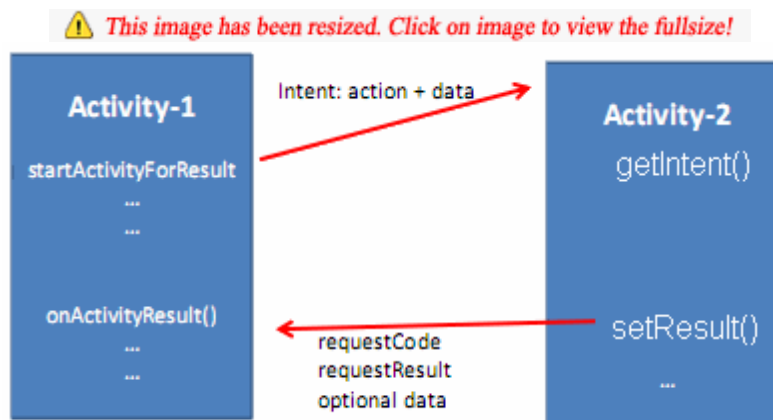 This image has been resized. Click on image to view the fullsize!
Activity-1
startActivityForResult
...
...
onActivityResult()
...
...
Intent: action + data
requestCode
requestResult
optional data
Activity-2
getIntent()
setResult()
...